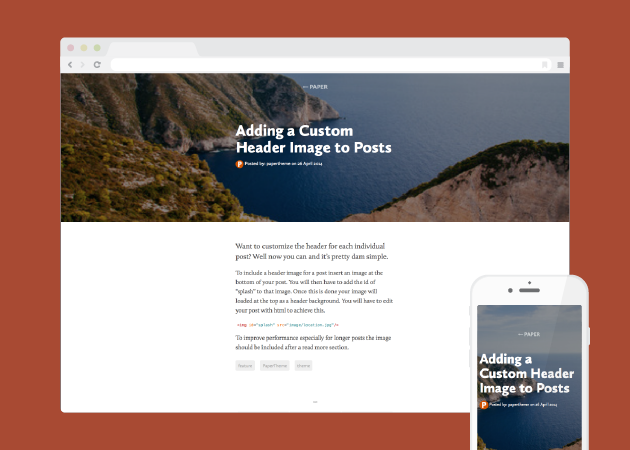 PAPER
Adding a Custom
Header Image to Posts
Posted by: papertheme on 26 April 2014
Want to customize the header for each individual
post? Well now you can and it's pretty dam simple.
To include a header image for a post insert an image at the
bottom of your post. You will then have to add the id of
"splash" to that image. Once this is done your image will
loaded at the top as a header background. You will have to edit
your post with html to achieve this.
<img id="splash" src="image/location.jpg"/>
To improve performance especially for longer posts the image
should be included after a read more section.
Feature PaperTheme theme
PAPER
Adding a
Custom Header
Image to Posts
Posted by: papertheme on 26 April 2014